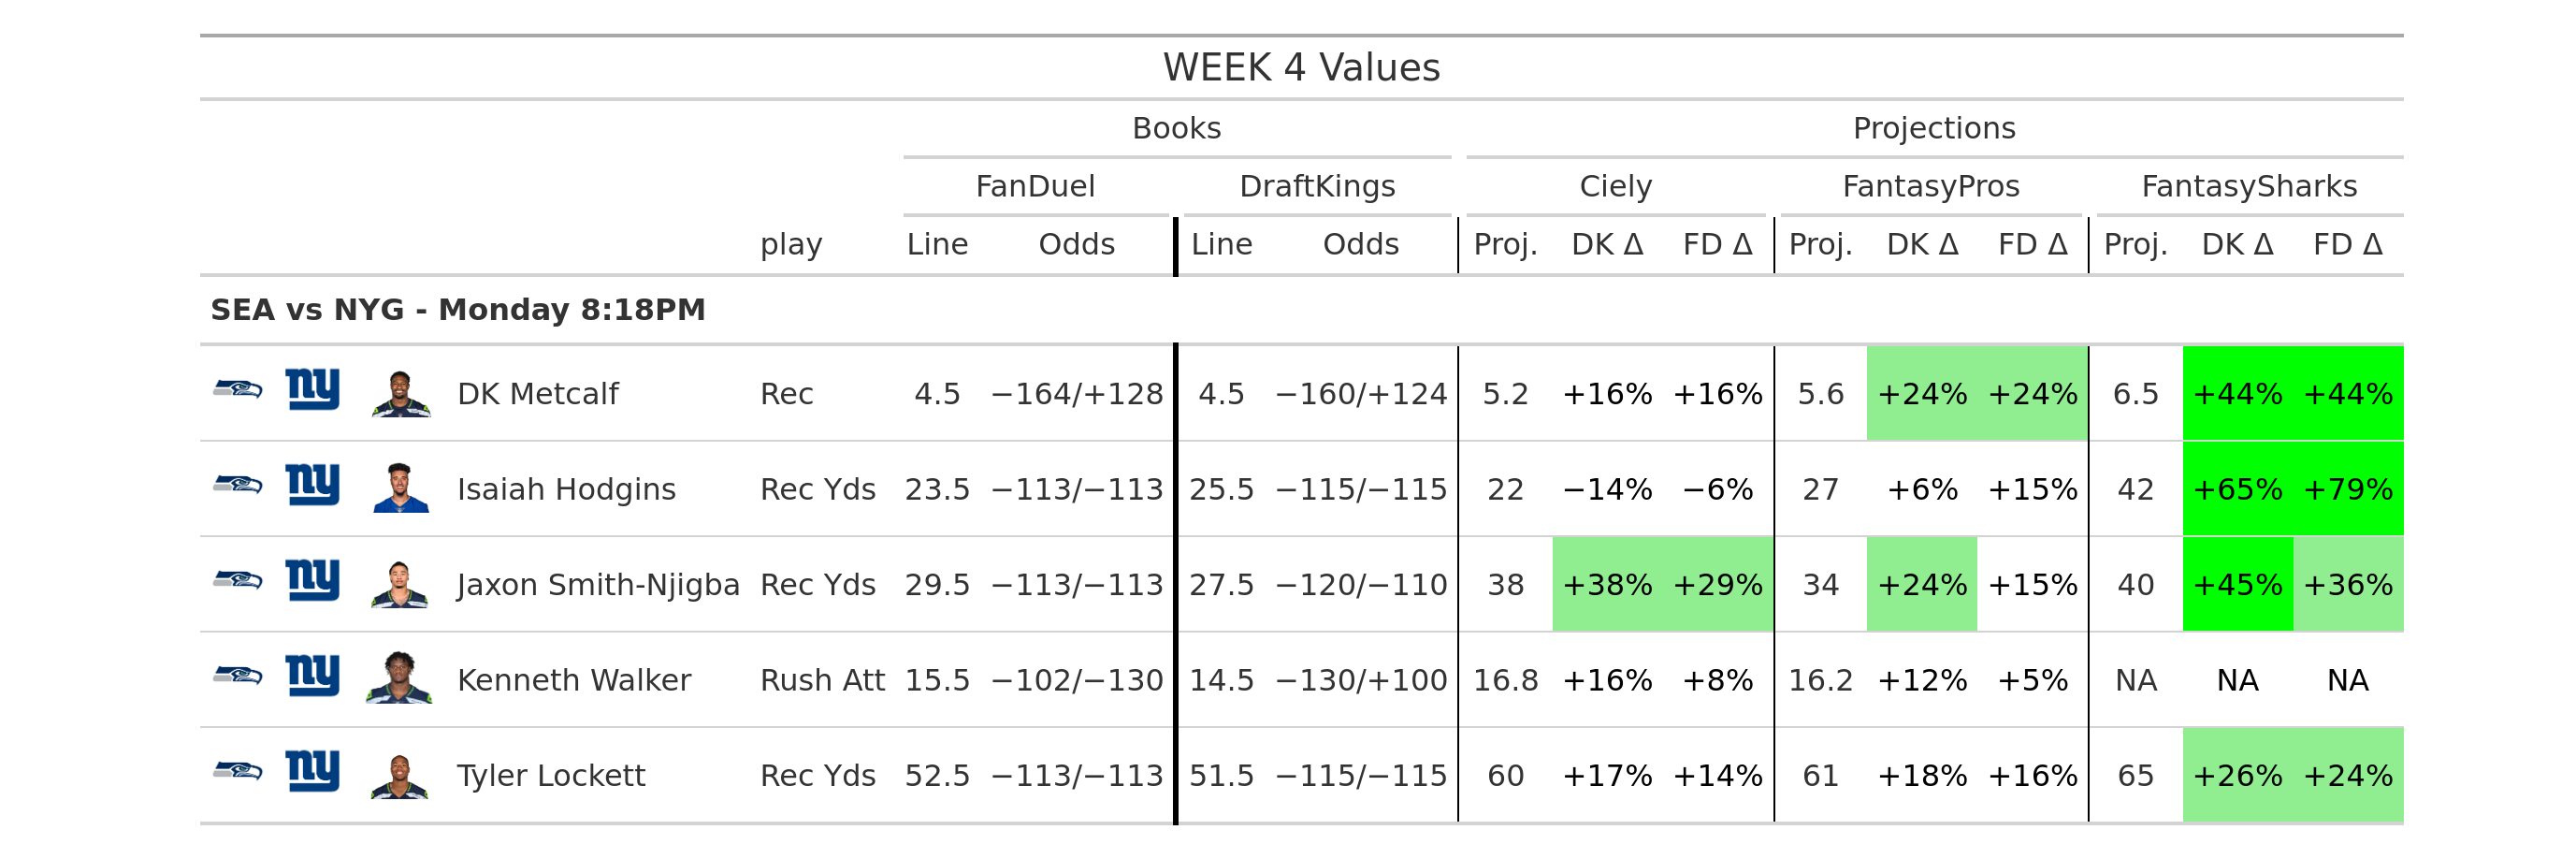 WEEK 4 Values
Books Projections
FanDuel DraftKings Ciely FantasyPros FantasySharks
play Line Odds Line Odds Proj. DK Δ FD Δ Proj. DK Δ FD Δ Proj. DK Δ FD Δ
SEA vs NYG - Monday 8:18PM
ny DK Metcalf Rec 4.5 −164/+128 4.5 −160/+124 5.2 +16% +16% 5.6 +24% +24% 6.5 +44% +44%
ny Isaiah Hodgins Rec Yds 23.5 −113/−113 25.5 −115/−115 22 −14% −6% 27 +6% +15% 42 +65% +79%
ny Jaxon Smith-Njigba Rec Yds 29.5 −113/−113 27.5 −120/−110 38 +38% +29% 34 +24% +15% 40 +45% +36%
ny Kenneth Walker Rush Att 15.5 −102/−130 14.5 −130/+100 16.8 +16% +8% 16.2 +12% +5% NA NA NA
ny Tyler Lockett Rec Yds 52.5 −113/−113 51.5 −115/−115 60 +17% +14% 61 +18% +16% 65 +26% +24%